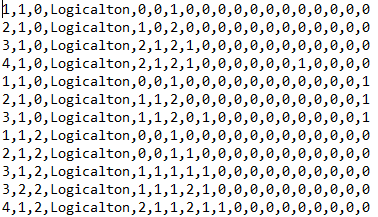 1,1,0,Logicalton,0,0,1,0,0,0,0,0,0,0,0,0,0,0,0,0
2,1,0,Logicalton,1,0,2,0,0,0,0,0,0,0,0,0,0,0,0,0
3,1,0,Logicalton,2,1,2,1,0,0,0,0,0,0,0,0,0,0,0,0
4,1,0,Logicalton,2,1,2,1,0,0,0,0,0,0,0,1,0,0,0,0
1,1,0,Logicalton,0,0,1,0,0,0,0,0,0,0,0,0,0,0,0,1
2,1,0,Logicalton,1,1,2,0,0,0,0,0,0,0,0,0,0,0,0,1
3,1,0,Logicalton,1,1,2,0,1,0,0,0,0,0,0,0,0,0,0,1
1,1,2,Logicalton,0,0,1,0,0,0,0,0,0,0,0,0,0,0,0,0
2,1,2,Logicalton,0,0,1,1,0,0,0,0,0,0,0,0,0,0,0,0
3,1,2,Logicalton,1,1,1,1,1,0,0,0,0,0,0,0,0,0,0,0
3,2,2,Logicalton,1,1,1,2,1,0,0,0,0,0,0,0,0,0,0,0
4,1,2,Logicalton,2,1,1,2,1,1,0,0,0,0,0,0,0,0,0,0